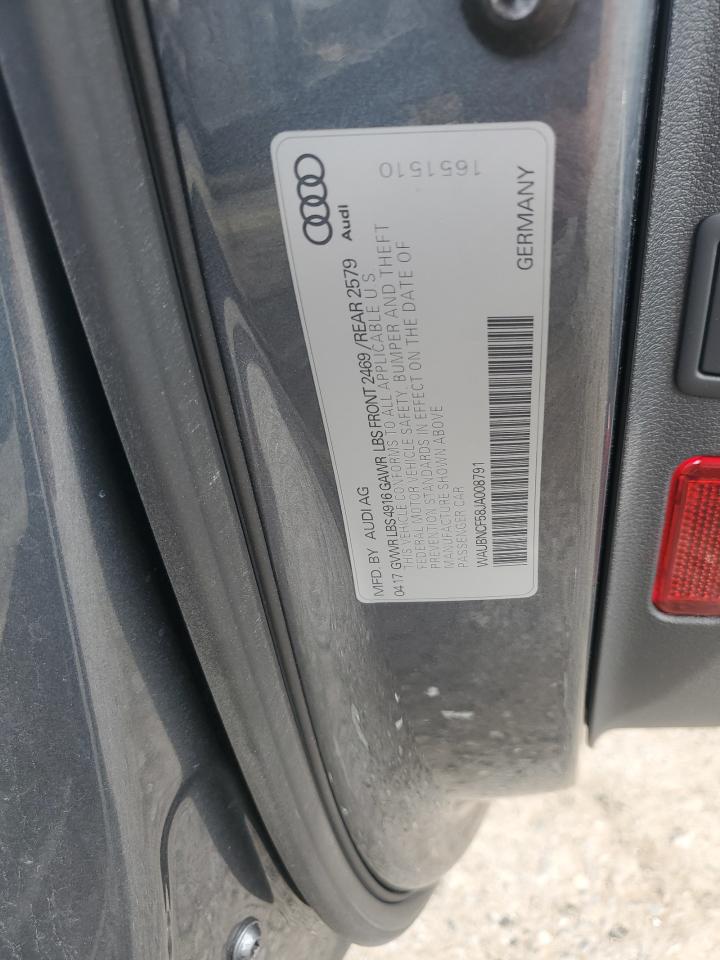 Audi
1651510
MFD BY AUDI AG
0417 GVWR LBS 4916 GAWR LBS FRONT 2469 / REAR 2579
THIS VEHICLE CONFORMS TO ALL APPLICABLE U S
FEDERAL MOTOR VEHICLE SAFETY, BUMPER AND THEFT
PREVENTION STANDARDS IN EFFECT ON THE DATE OF
MANUFACTURE SHOWN ABOVE
PASSENGER CAR
WAUBNCF58JA008791
GERMANY